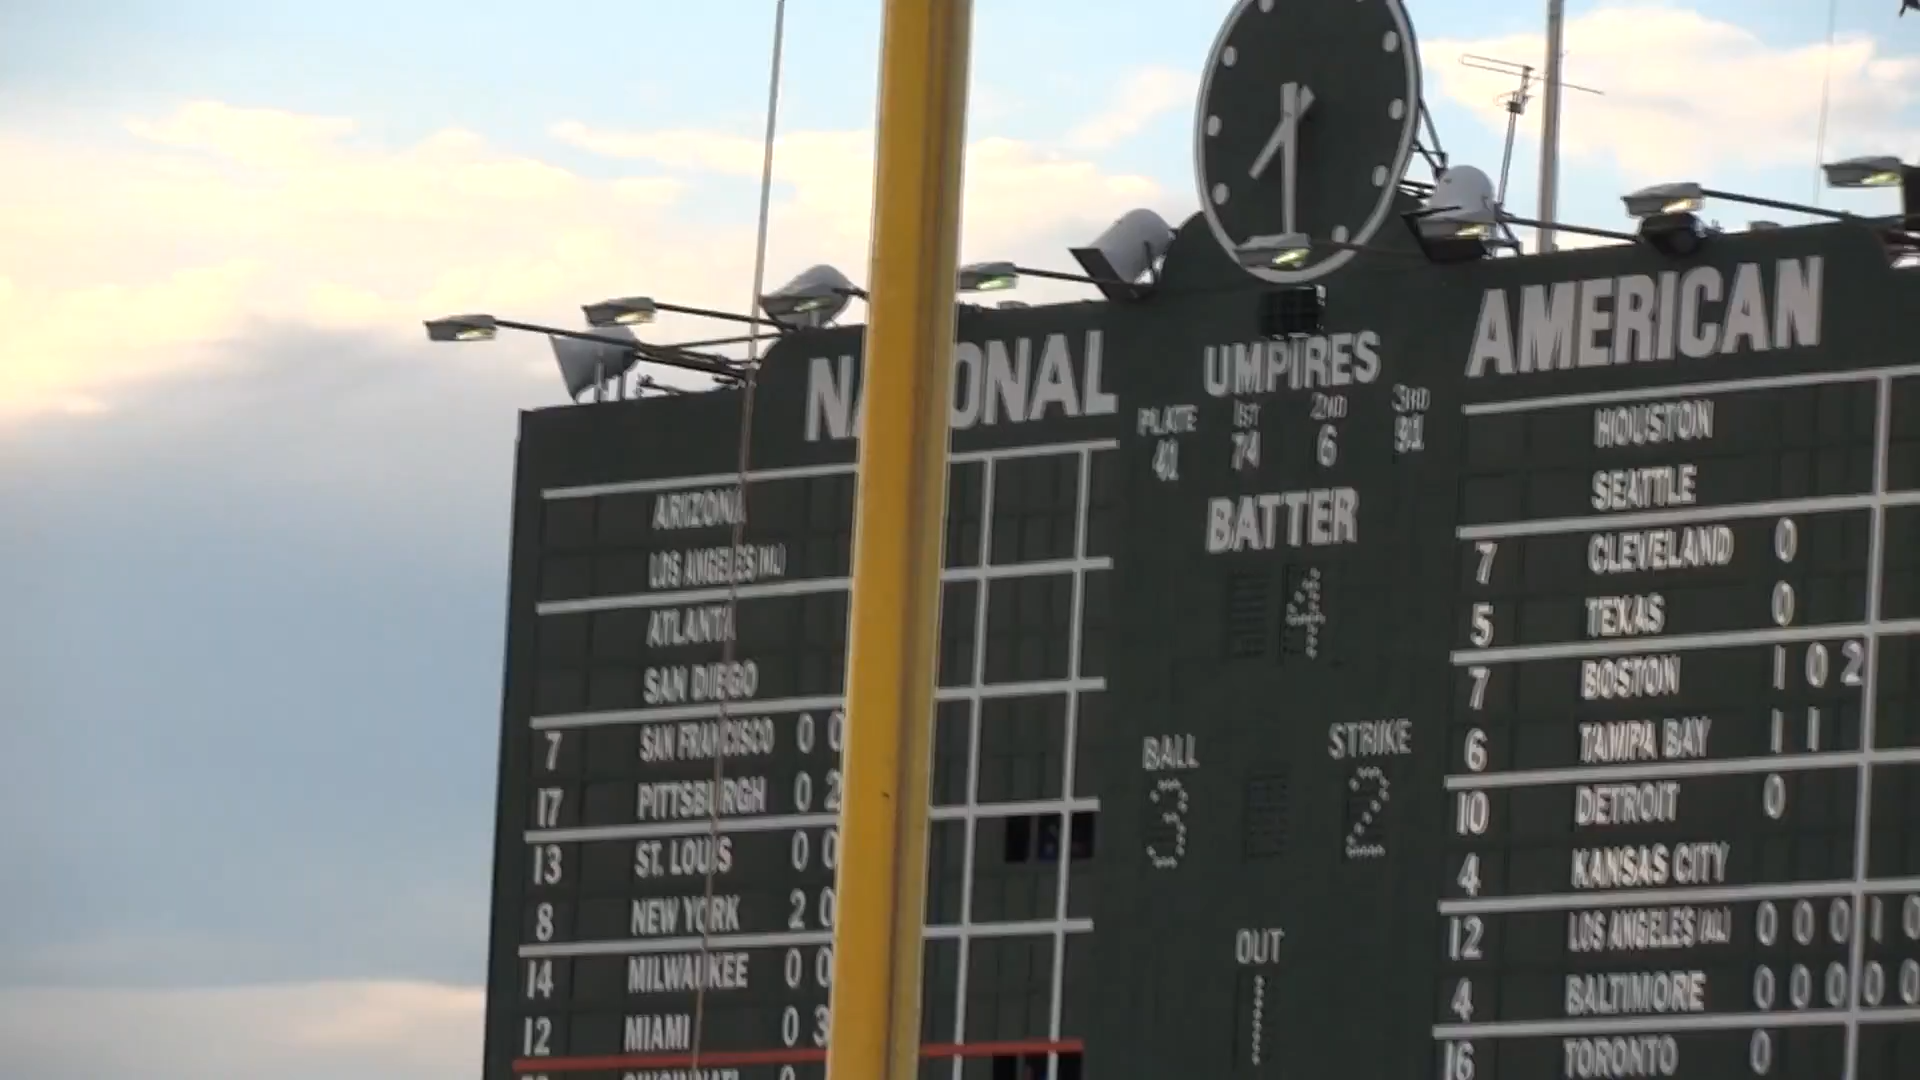 NATIONAL
ARIZONA
LOS ANGELES (NL)
ATLANTA
SAN DIEGO
7 SAN FRANCISCO 0 0
17 PITTSBURGH 0 2
13 ST. LOUIS 0 0
8 NEW YORK 2 0
14 MILWAUKEE 0 0
12 MIAMI 0 3
CINCINNATI 0
UMPIRES
PLATE 1ST 2ND 3RD
41 74 6 91
BATTER
4
BALL STRIKE
3 2
OUT
1
AMERICAN
HOUSTON
SEATTLE
7 CLEVELAND 0
5 TEXAS 0
7 BOSTON 1 0 2
6 TAMPA BAY 1 1
10 DETROIT 0
4 KANSAS CITY
12 LOS ANGELES (AL) 0 0 0 1 0
4 BALTIMORE 0 0 0 0 0
16 TORONTO 0